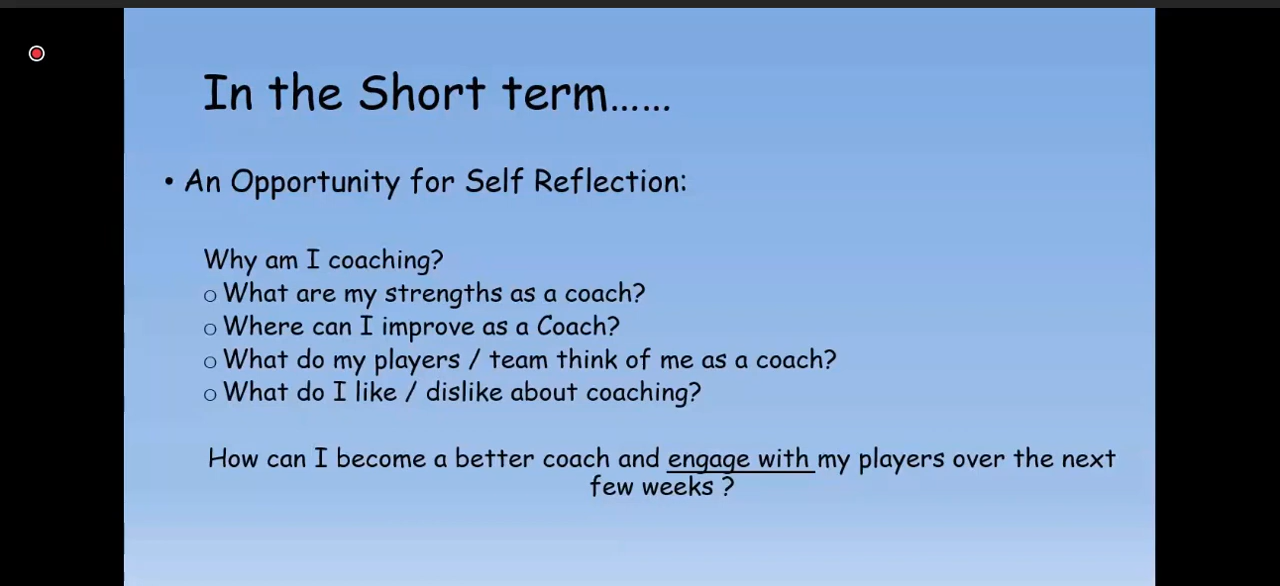 In the Short term......
• An Opportunity for Self Reflection:
Why am I coaching?
o What are my strengths as a coach?
o Where can I improve as a Coach?
o What do my players / team think of me as a coach?
o What do I like / dislike about coaching?
How can I become a better coach and engage with my players over the next
few weeks ?